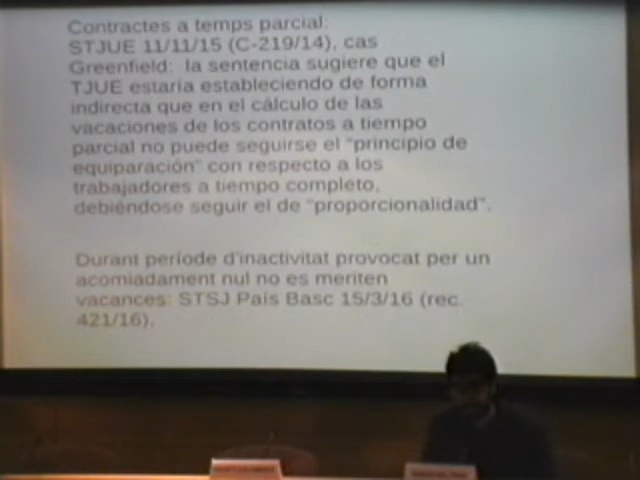 Contractes a temps parcial.
STJUE 11/11/15 (C-219/14), cas
Greenfield: la sentencia sugiere que el
TJUE estaría estableciendo de forma
indirecta que en el cálculo de las
vacaciones de los contratos a tiempo
parcial no puede seguirse el "principio de
equiparación" con respecto a los
trabajadores a tiempo completo,
debiéndose seguir el de "proporcionalidad".
Durant període d'inactivitat provocat per un
acomiadament nul no es meriten
vacances: STSJ País Basc 15/3/16 (rec.
421/16).